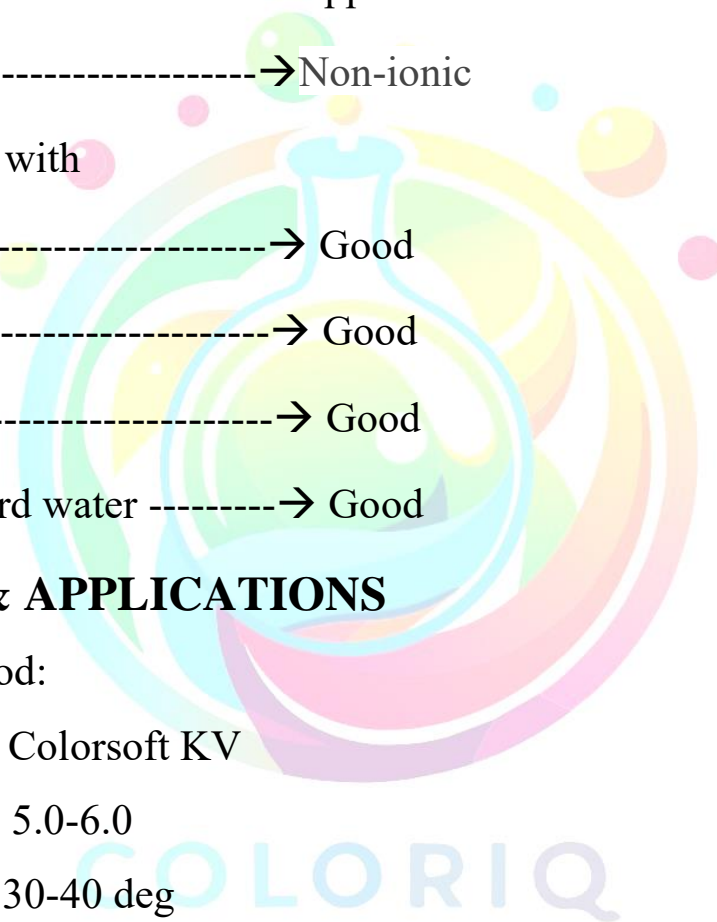 ------------------→Non-ionic
with
-------------------→ Good
-------------------→ Good
--------------------→ Good
rd water ---------→ Good
& APPLICATIONS
od:
Colorsoft KV
5.0-6.0
30-40 deg
COLORIQ